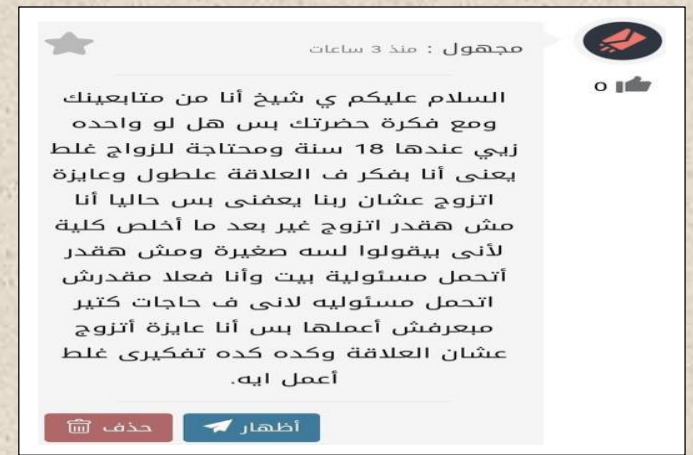 مجهول : منذ 3 ساعات
0
السلام عليكم ي شيخ أنا من متابعينك
ومع فكرة حضرتك بس هل لو واحده
زيي عندها 18 سنة ومحتاجة للزواج غلط
يعنى أنا بفكر ف العلاقة علطول وعايزة
اتزوج عشان ربنا يعفنى بس حاليا أنا
مش هقدر اتزوج غير بعد ما أخلص كلية
لأنى بيقولوا لسه صغيرة ومش هقدر
أتحمل مسئولية بيت وأنا فعلا مقدرش
اتحمل مسئوليه لانى ف حاجات كتير
مبعرفش أعملها بس أنا عايزة أتزوج
عشان العلاقة وكده كده تفكيرى غلط
أعمل ايه.
أظهار
حذف